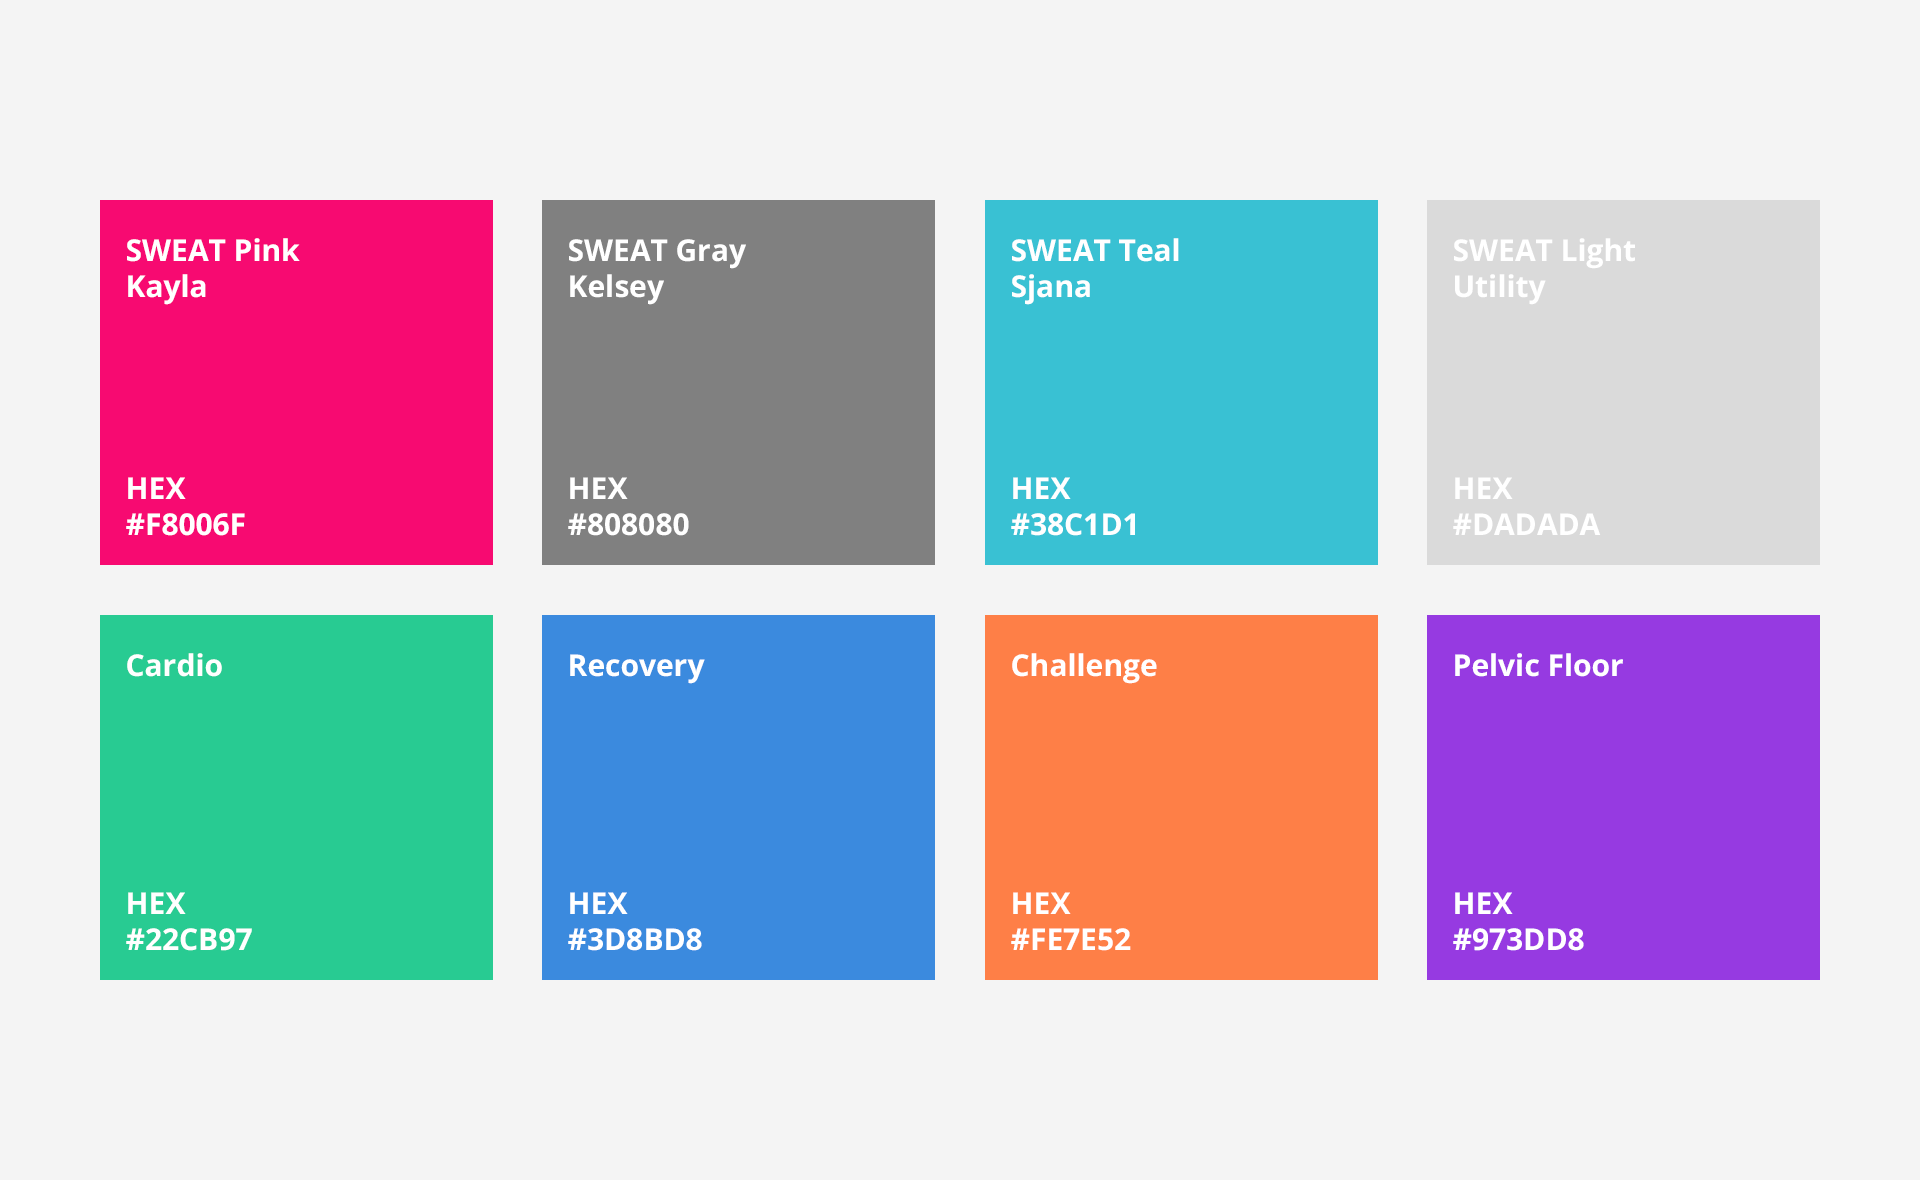 SWEAT Pink
Kayla
HEX
#F8006F
SWEAT Gray
Kelsey
HEX
#808080
SWEAT Teal
Sjana
HEX
#38C1D1
SWEAT Light
Utility
HEX
#DADADA
Cardio
HEX
#22CB97
Recovery
HEX
#3D8BD8
Challenge
HEX
#FE7E52
Pelvic Floor
HEX
#973DD8